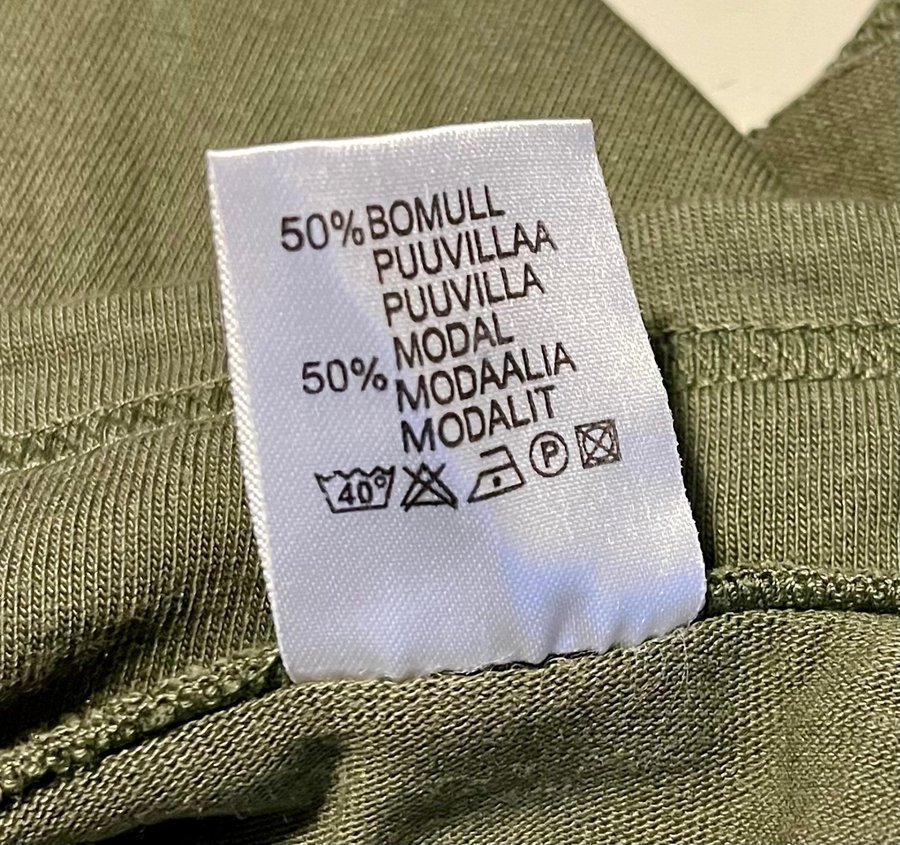 50% BOMULL
PUUVILLAA
PUUVILLA
50% MODAL
MODAALIA
MODALIT
40° P